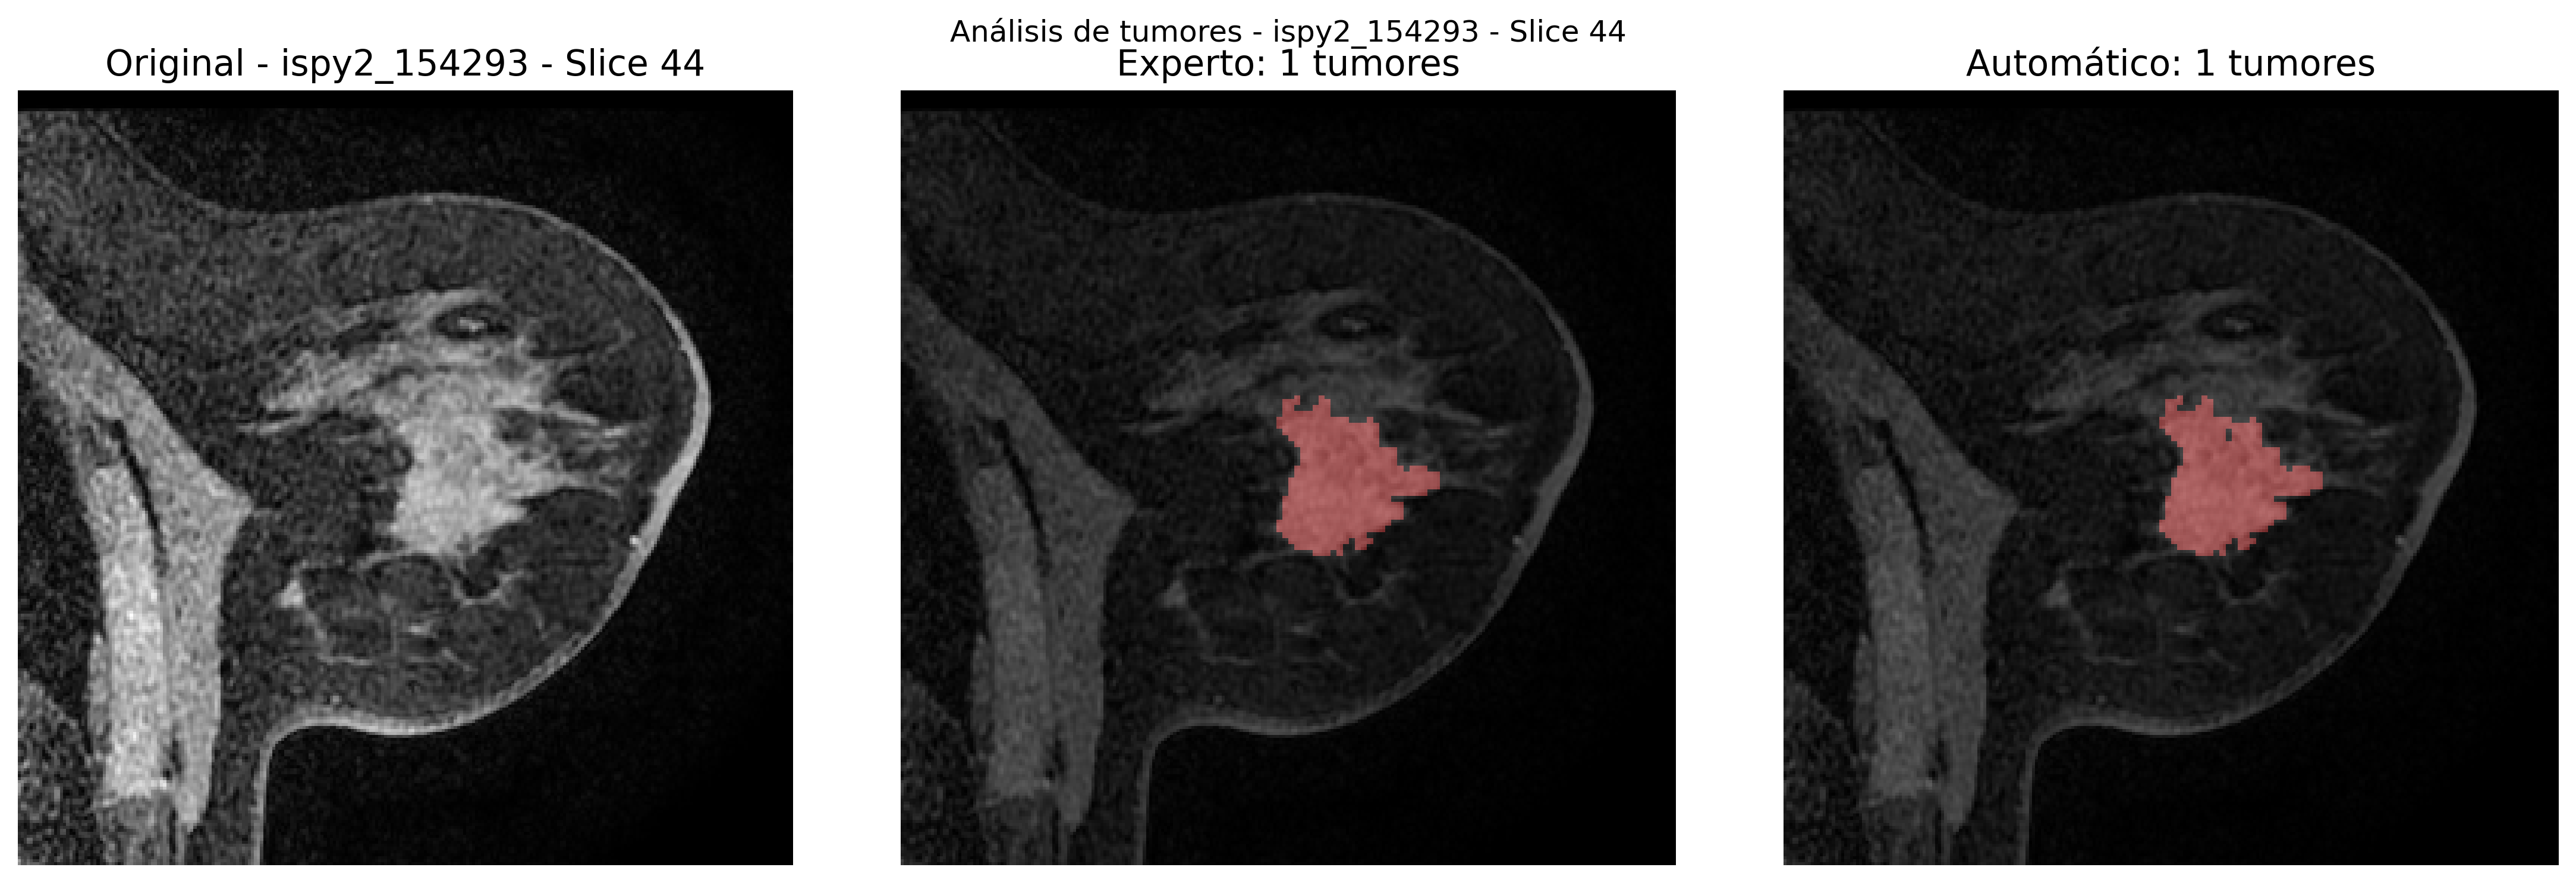 Análisis de tumores - ispy2_154293 - Slice 44
Original - ispy2_154293 - Slice 44
Experto: 1 tumores
Automático: 1 tumores